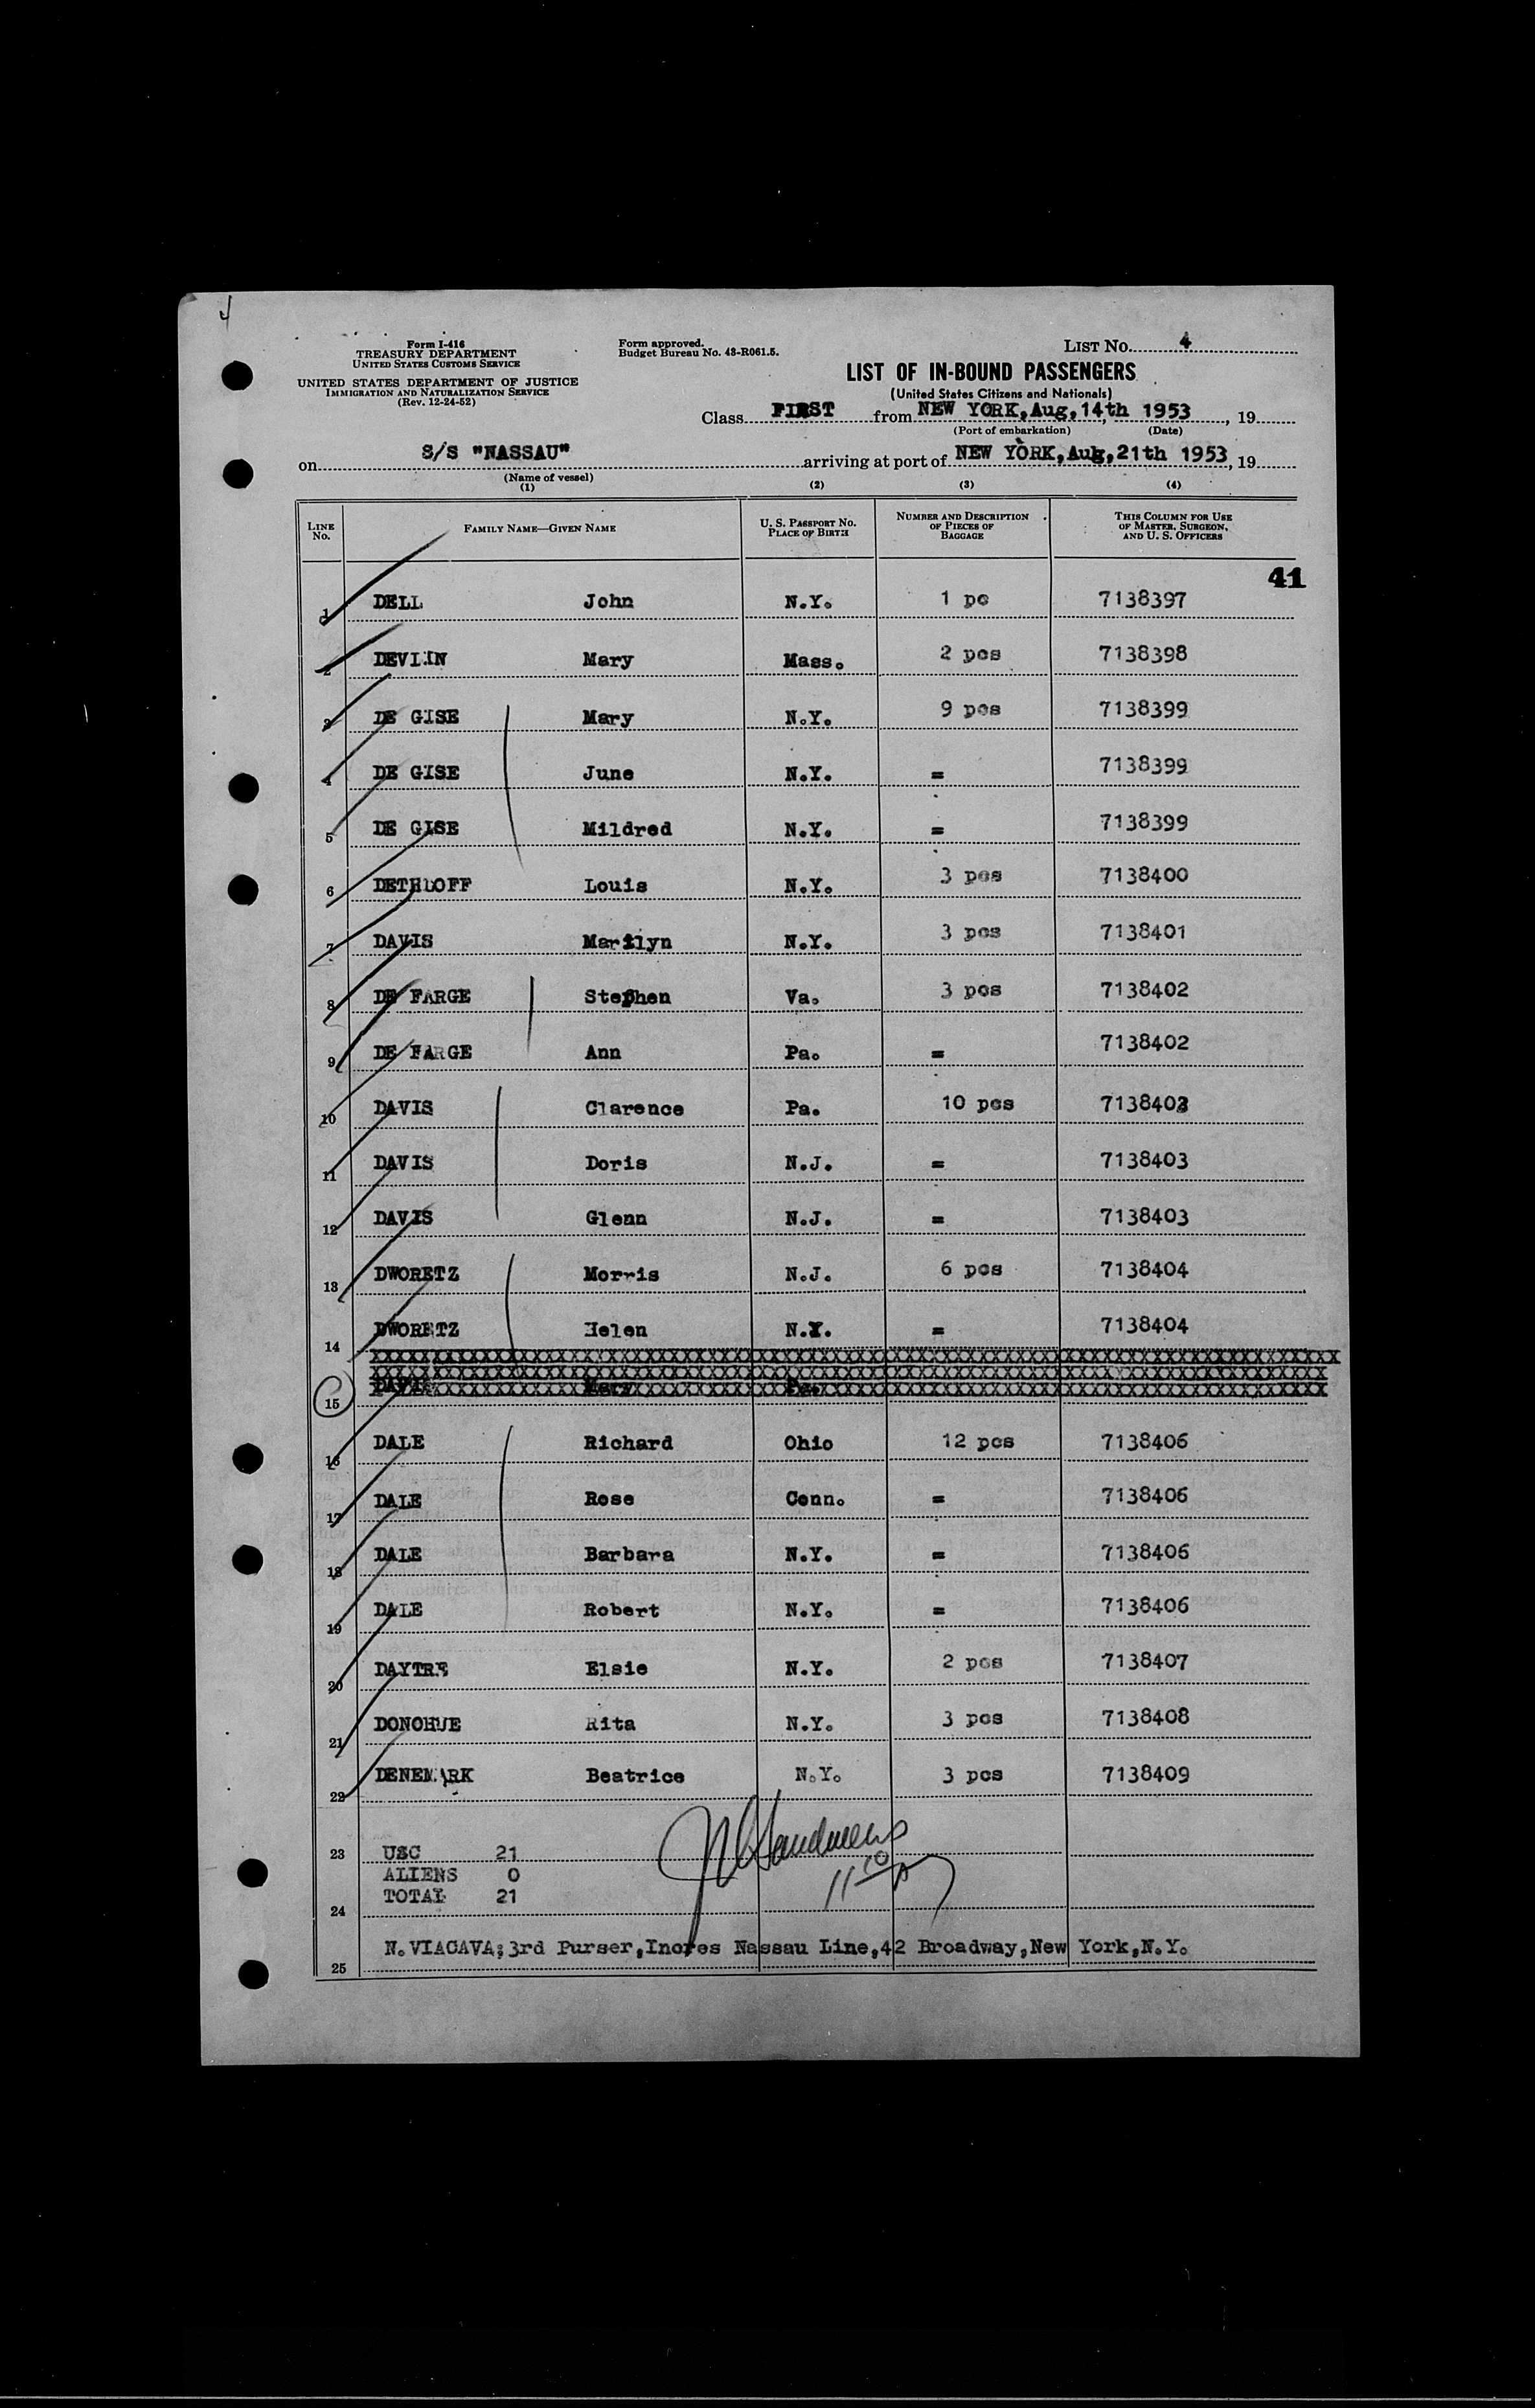 4
Form I-416
TREASURY DEPARTMENT
UNITED STATES CUSTOMS SERVICE
UNITED STATES DEPARTMENT OF JUSTICE
IMMIGRATION AND NATURALIZATION SERVICE
(Rev. 12-24-52)
Form approved.
Budget Bureau No. 43-R061.5.
LIST NO. 4
LIST OF IN-BOUND PASSENGERS
(United States Citizens and Nationals)
Class FIRST from NEW YORK, Aug, 14,th 1953, 19
(Port of embarkation) (Date)
on S/S "NASSAU" arriving at port of NEW YORK, Aug, 21th 1953, 19
(Name of vessel)
(1) (2) (3) (4)
LINE NO. FAMILY NAME—GIVEN NAME U. S. PASSPORT NO. PLACE OF BIRTH NUMBER AND DESCRIPTION OF PIECES OF BAGGAGE THIS COLUMN FOR USE OF MASTER, SURGEON, AND U. S. OFFICERS
41
1 DELL John N.Y. 1 pc 7138397
2 DEVLIN Mary Mass. 2 pcs 7138398
3 DE GISE Mary N.Y. 9 pcs 7138399
4 DE GISE June N.Y. = 7138399
5 DE GISE Mildred N.Y. = 7138399
6 DETHLOFF Louis N.Y. 3 pcs 7138400
7 DAVIS Marilyn N.Y. 3 pcs 7138401
8 DE FARGE Stephen Va. 3 pcs 7138402
9 DE FARGE Ann Pa. = 7138402
10 DAVIS Clarence Pa. 10 pcs 7138403
11 DAVIS Doris N.J. = 7138403
12 DAVIS Glenn N.J. = 7138403
13 DWORETZ Morris N.J. 6 pcs 7138404
14 DWORETZ Helen N.Y. = 7138404
15 DAVIS Mary Pa.
16 DALE Richard Ohio 12 pcs 7138406
17 DALE Rose Conn. = 7138406
18 DALE Barbara N.Y. = 7138406
19 DALE Robert N.Y. = 7138406
20 DAYTRE Elsie N.Y. 2 pcs 7138407
21 DONOHUE Rita N.Y. 3 pcs 7138408
22 DENEMARK Beatrice N.Y. 3 pcs 7138409
23 USC 21
ALIENS 0
TOTAL 21
24
N. VIACAVA; 3rd Purser, Incres Nassau Line, 42 Broadway, New York, N.Y.
25